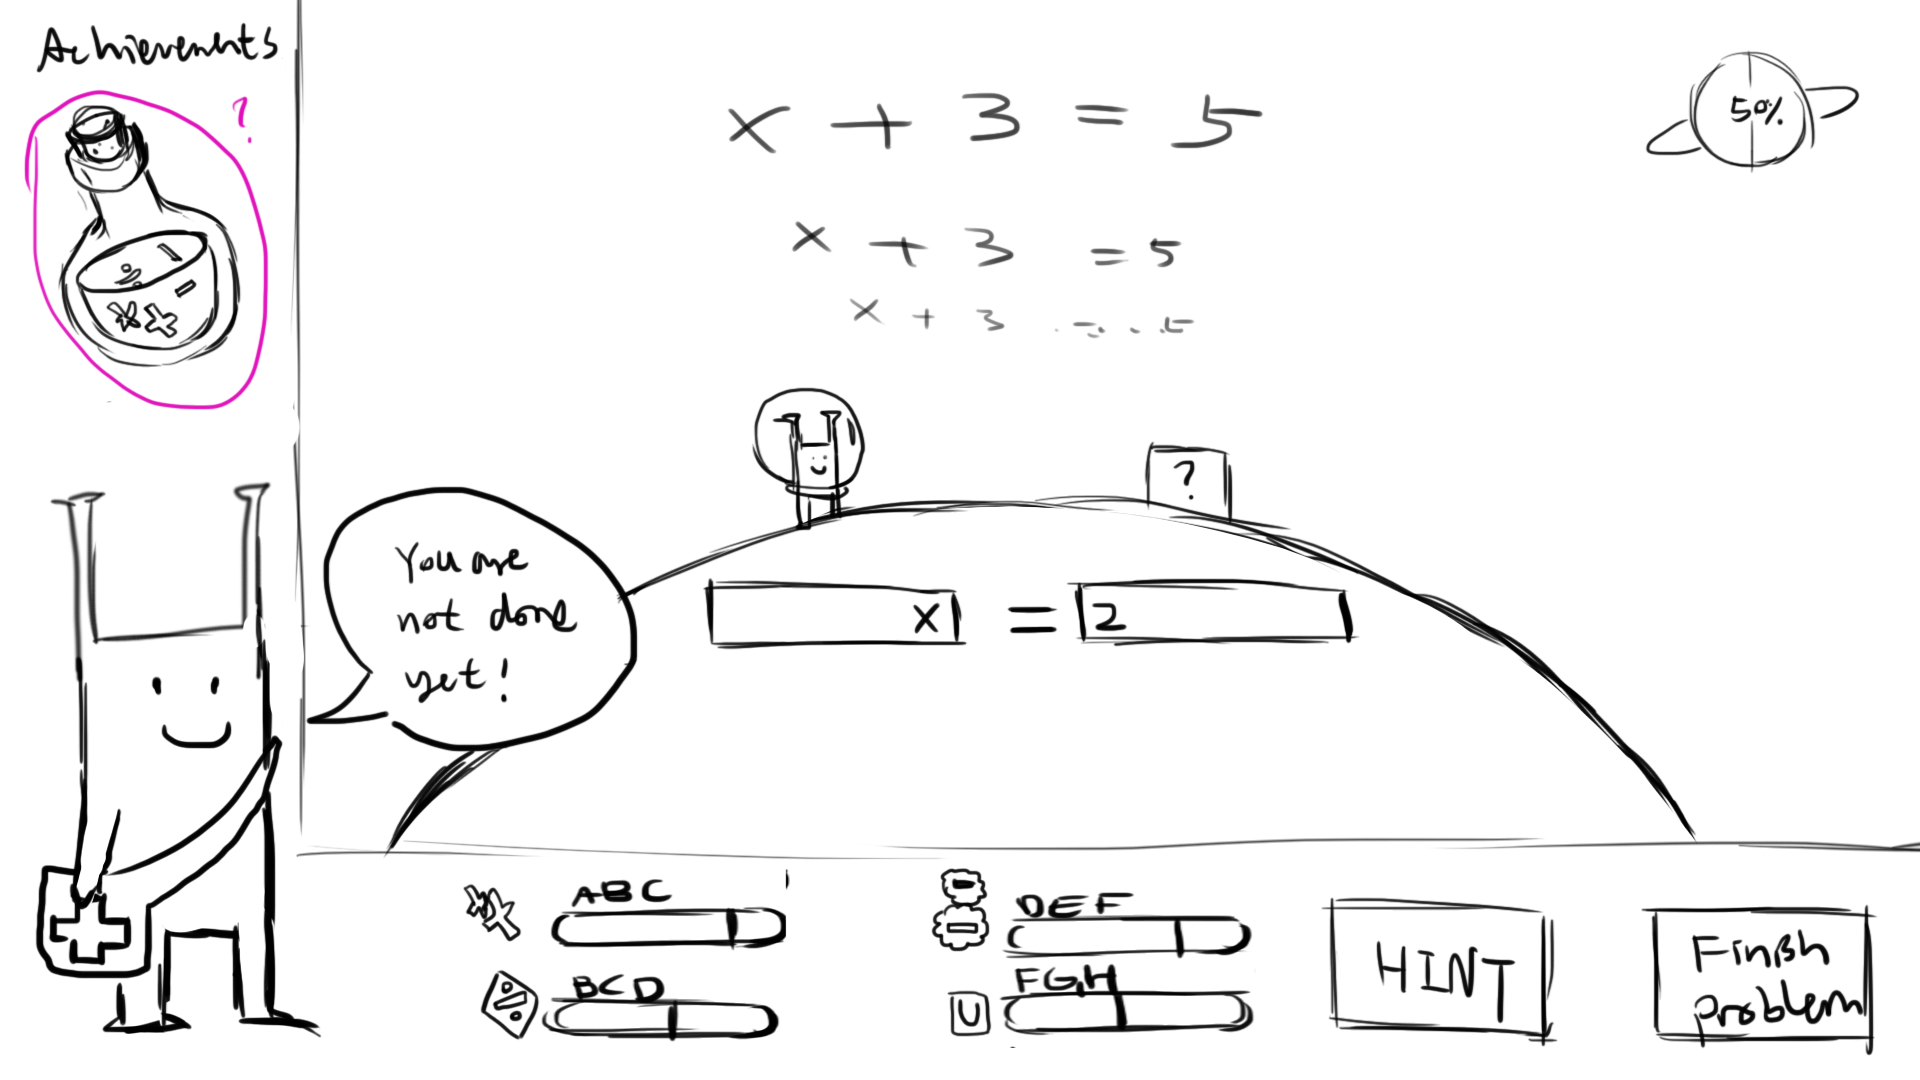 Achievements
?
x + 3 = 5
50%
x + 3 = 5
x + 3 = 5
?
You are
not done
yet!
x = 2
ABC
DEF
BCD
FGH
U
HINT
Finish
problem